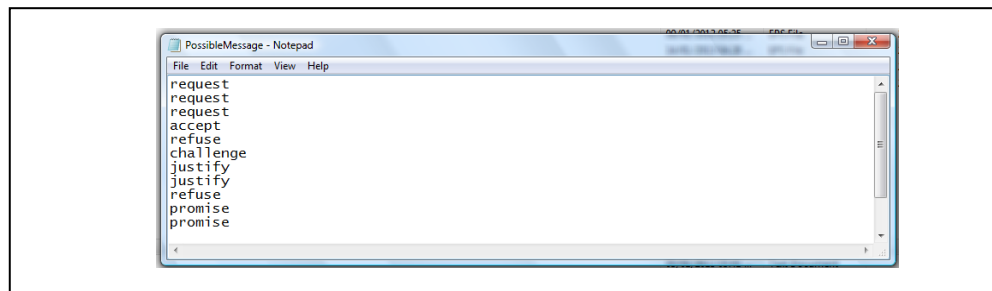 PossibleMessage - Notepad
File Edit Format View Help
request
request
request
accept
refuse
challenge
justify
justify
refuse
promise
promise